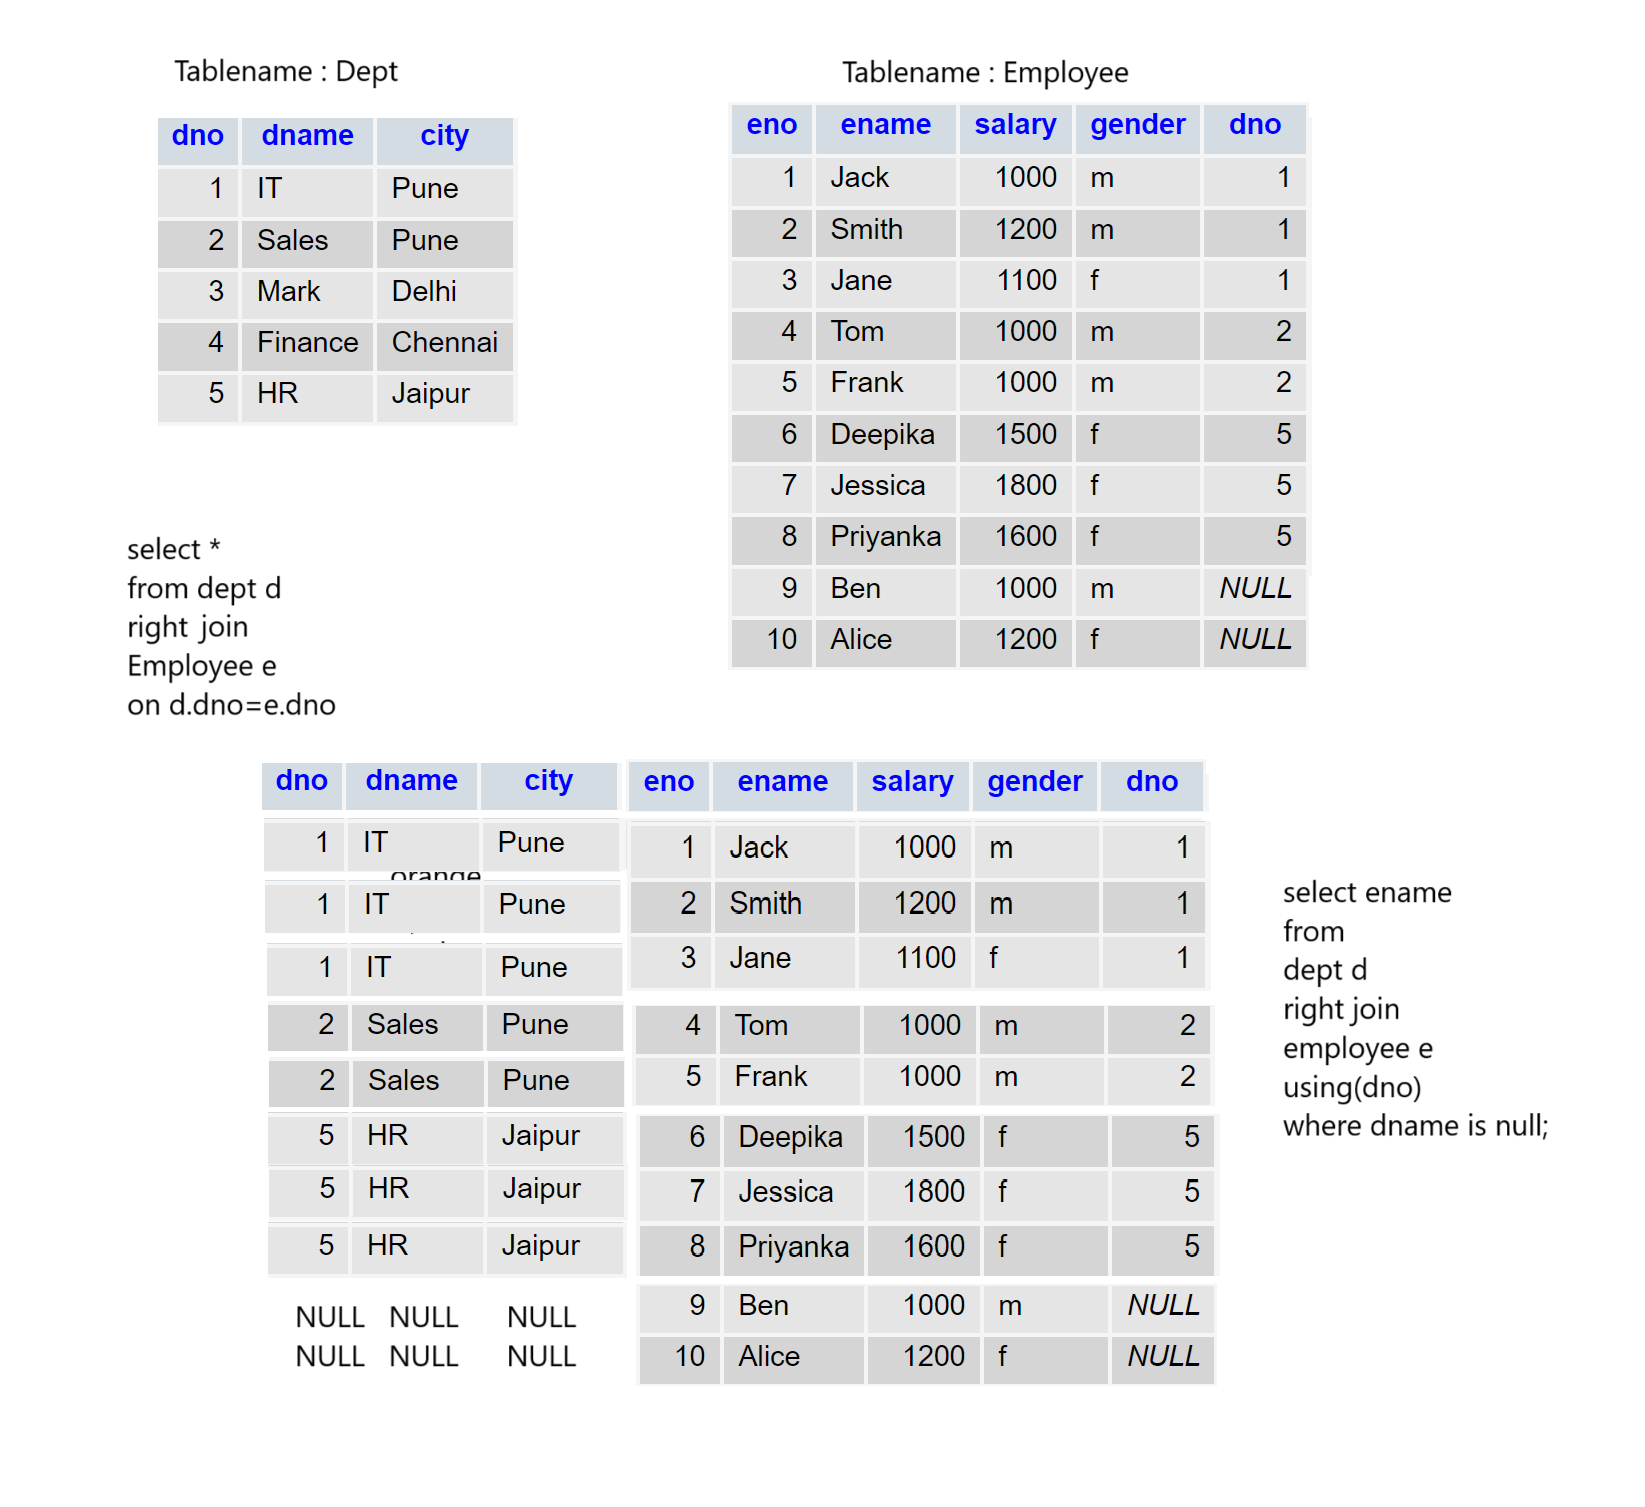 Tablename : Dept
dno dname city
1 IT Pune
2 Sales Pune
3 Mark Delhi
4 Finance Chennai
5 HR Jaipur
Tablename : Employee
eno ename salary gender dno
1 Jack 1000 m 1
2 Smith 1200 m 1
3 Jane 1100 f 1
4 Tom 1000 m 2
5 Frank 1000 m 2
6 Deepika 1500 f 5
7 Jessica 1800 f 5
8 Priyanka 1600 f 5
9 Ben 1000 m NULL
10 Alice 1200 f NULL
select *
from dept d
right join
Employee e
on d.dno=e.dno
dno dname city eno ename salary gender dno
1 IT Pune 1 Jack 1000 m 1
orange
1 IT Pune 2 Smith 1200 m 1
1 IT Pune 3 Jane 1100 f 1
2 Sales Pune 4 Tom 1000 m 2
2 Sales Pune 5 Frank 1000 m 2
5 HR Jaipur 6 Deepika 1500 f 5
5 HR Jaipur 7 Jessica 1800 f 5
5 HR Jaipur 8 Priyanka 1600 f 5
NULL NULL NULL 9 Ben 1000 m NULL
NULL NULL NULL 10 Alice 1200 f NULL
select ename
from
dept d
right join
employee e
using(dno)
where dname is null;